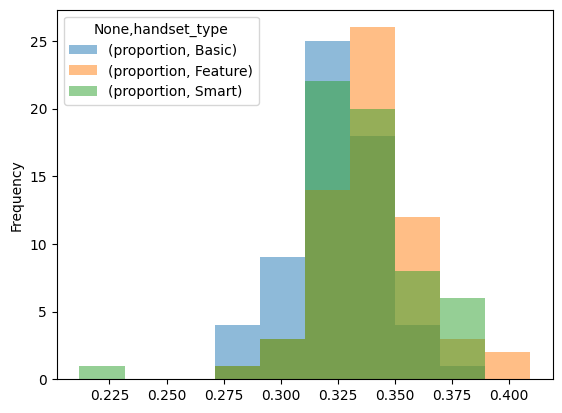 None,handset_type
(proportion, Basic)
(proportion, Feature)
(proportion, Smart)
Frequency
25
20
15
10
5
0
0.225 0.250 0.275 0.300 0.325 0.350 0.375 0.400